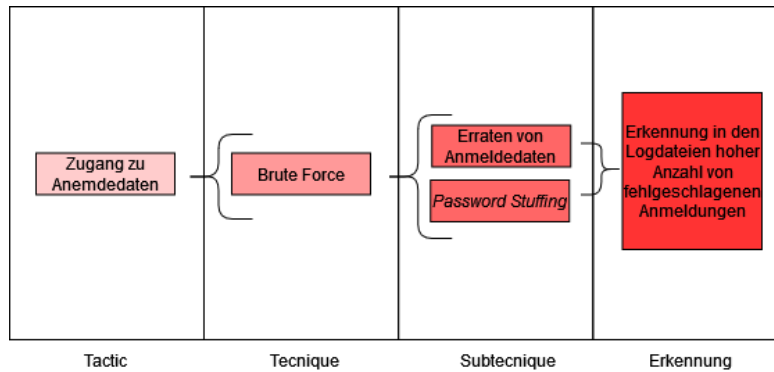 Zugang zu
Anemdedaten
Brute Force
Erraten von
Anmeldedaten
Password Stuffing
Erkennung in den
Logdateien hoher
Anzahl von
fehlgeschlagenen
Anmeldungen
Tactic
Tecnique
Subtecnique
Erkennung